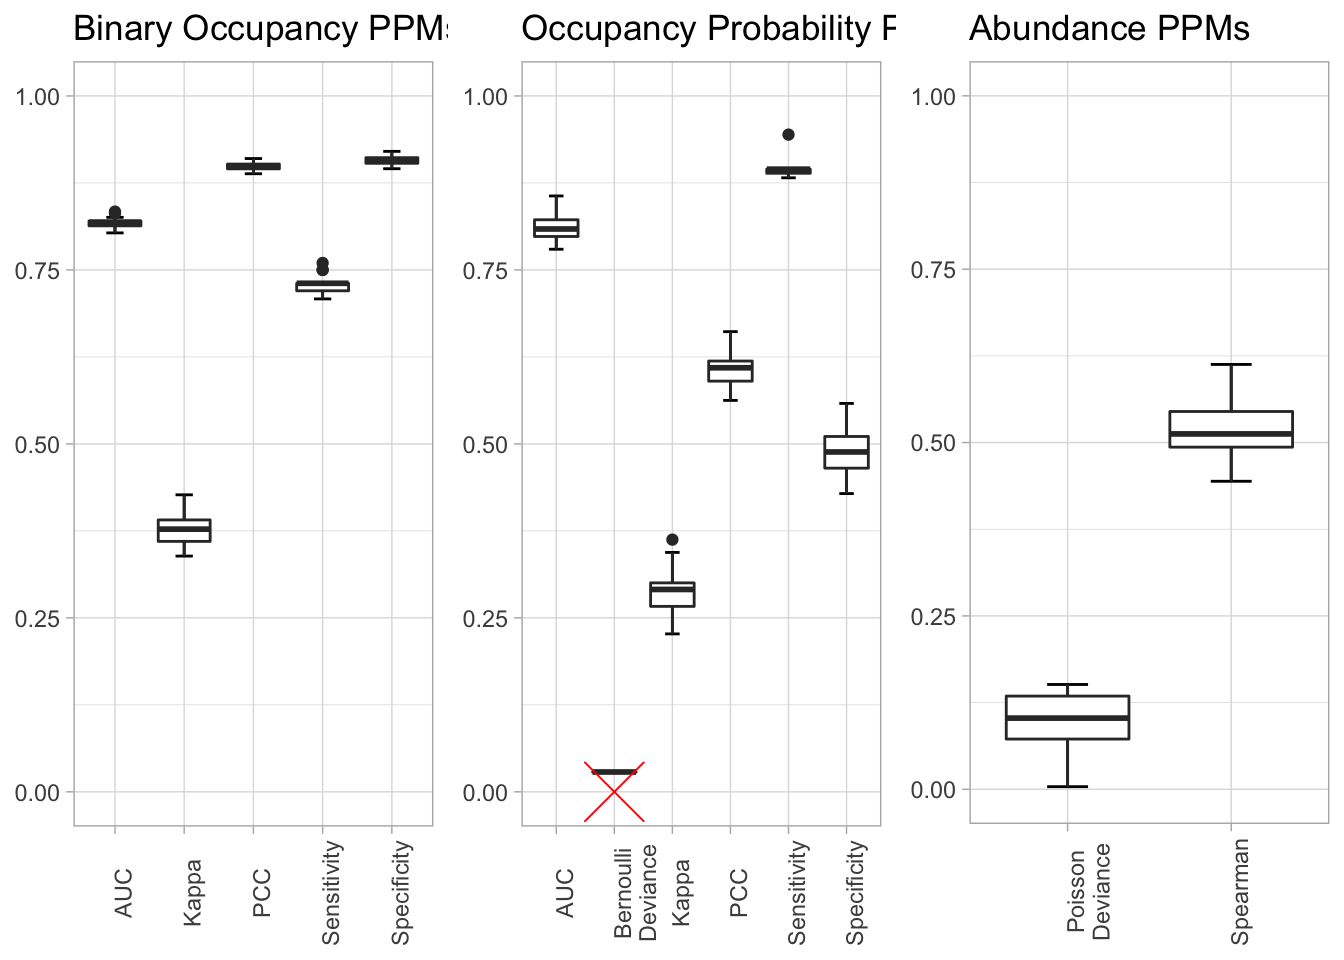 Binary Occupancy PPMs
Occupancy Probability P
Abundance PPMs
1.00
0.75
0.50
0.25
0.00
AUC
Kappa
PCC
Sensitivity
Specificity
1.00
0.75
0.50
0.25
0.00
AUC
Bernoulli
Deviance
Kappa
PCC
Sensitivity
Specificity
1.00
0.75
0.50
0.25
0.00
Poisson
Deviance
Spearman